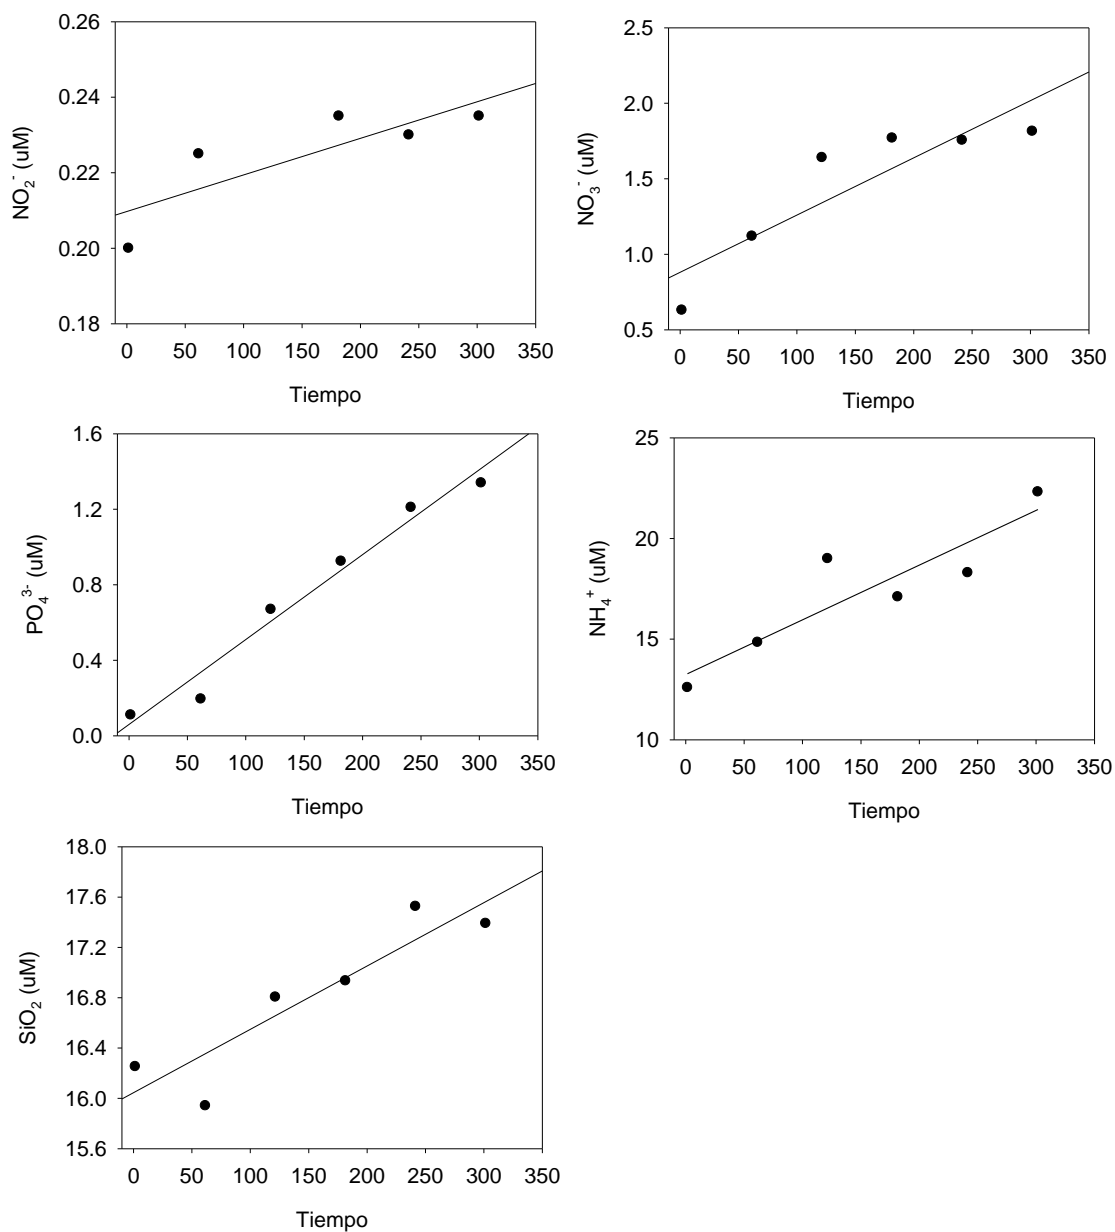 NO₂⁻ (uM)
0.26
0.24
0.22
0.20
0.18
0 50 100 150 200 250 300 350
Tiempo
NO₃⁻ (uM)
2.5
2.0
1.5
1.0
0.5
0 50 100 150 200 250 300 350
Tiempo
PO₄³⁻ (uM)
1.6
1.2
0.8
0.4
0.0
0 50 100 150 200 250 300 350
Tiempo
NH₄⁺ (uM)
25
20
15
10
0 50 100 150 200 250 300 350
Tiempo
SiO₂ (uM)
18.0
17.6
17.2
16.8
16.4
16.0
15.6
0 50 100 150 200 250 300 350
Tiempo